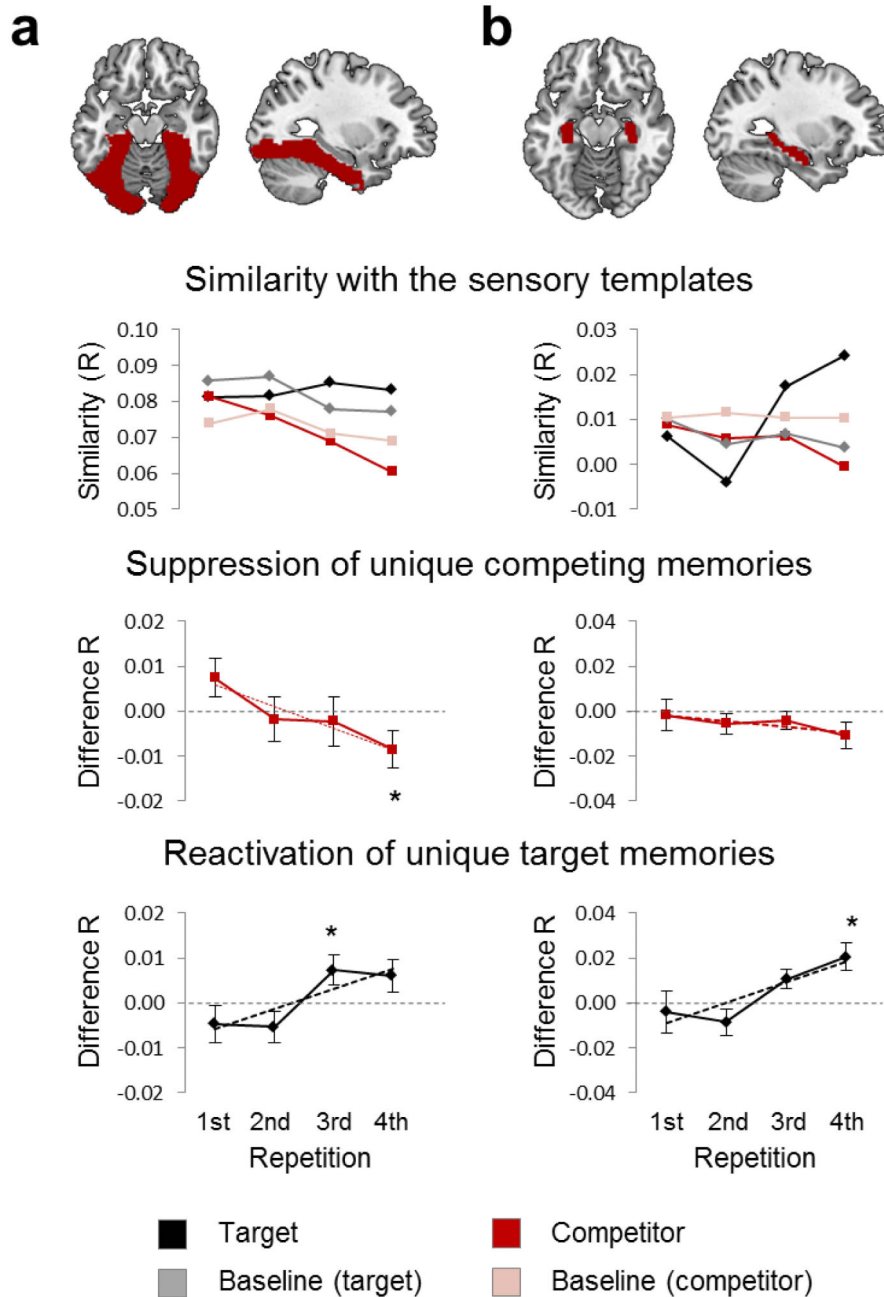 a b
Similarity with the sensory templates
Similarity (R)
0.10
0.09
0.08
0.07
0.06
0.05
Similarity (R)
0.03
0.02
0.01
0.00
-0.01
Suppression of unique competing memories
Difference R
0.02
0.01
0.00
-0.01
-0.02
*
Difference R
0.04
0.02
0.00
-0.02
-0.04
Reactivation of unique target memories
Difference R
0.02
0.01
0.00
-0.01
-0.02
*
1st 2nd 3rd 4th
Repetition
Difference R
0.04
0.02
0.00
-0.02
-0.04
*
1st 2nd 3rd 4th
Repetition
Target Competitor
Baseline (target) Baseline (competitor)